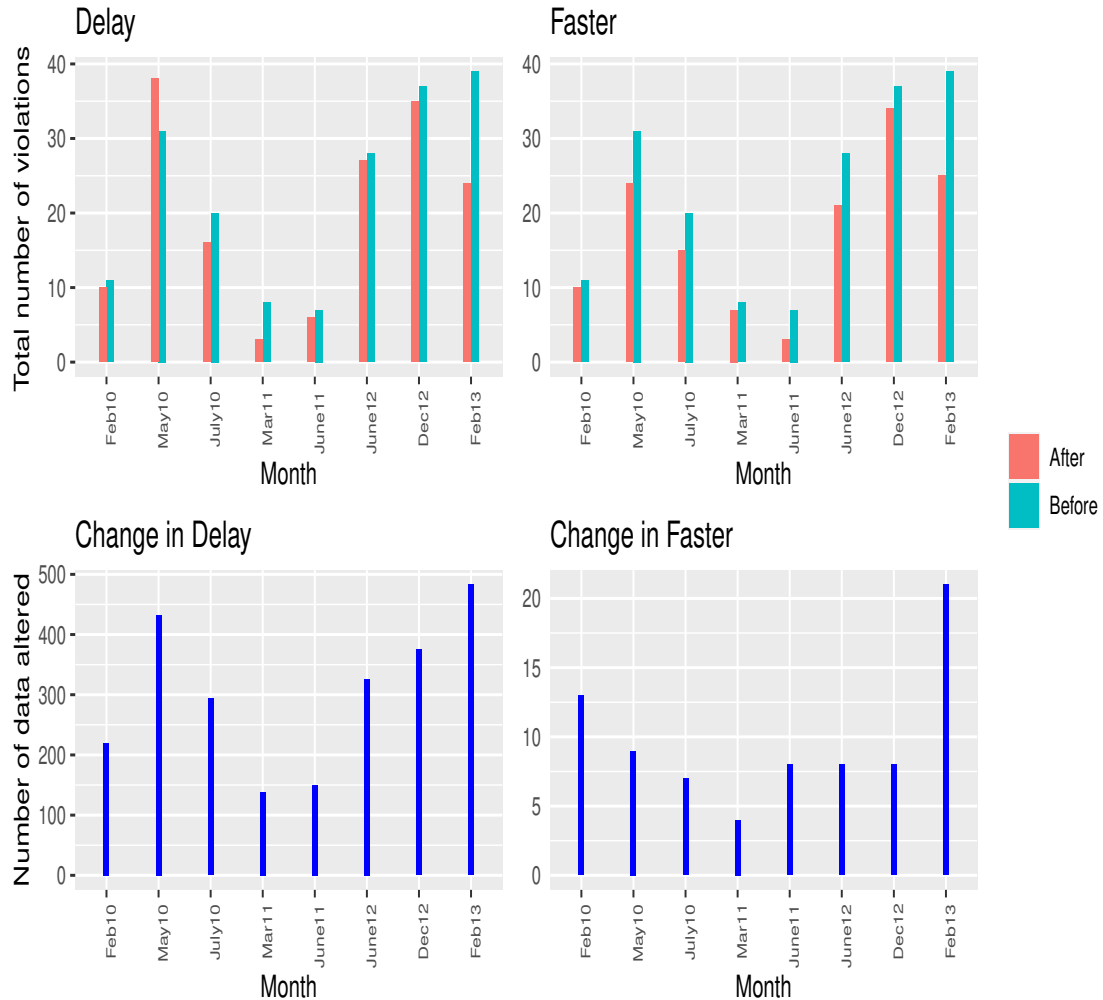 Delay
Total number of violations
40
30
20
10
0
Feb10
May10
July10
Mar11
June11
June12
Dec12
Feb13
Month
Faster
40
30
20
10
0
Feb10
May10
July10
Mar11
June11
June12
Dec12
Feb13
Month
After
Before
Change in Delay
Number of data altered
500
400
300
200
100
0
Feb10
May10
July10
Mar11
June11
June12
Dec12
Feb13
Month
Change in Faster
20
15
10
5
0
Feb10
May10
July10
Mar11
June11
June12
Dec12
Feb13
Month